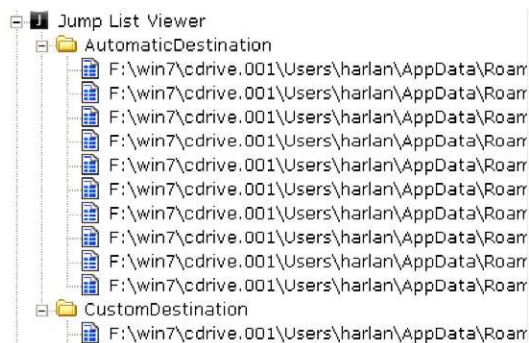 Jump List Viewer
AutomaticDestination
F:\win7\cdrive.001\Users\harlan\AppData\Roam
F:\win7\cdrive.001\Users\harlan\AppData\Roam
F:\win7\cdrive.001\Users\harlan\AppData\Roam
F:\win7\cdrive.001\Users\harlan\AppData\Roam
F:\win7\cdrive.001\Users\harlan\AppData\Roam
F:\win7\cdrive.001\Users\harlan\AppData\Roam
F:\win7\cdrive.001\Users\harlan\AppData\Roam
F:\win7\cdrive.001\Users\harlan\AppData\Roam
F:\win7\cdrive.001\Users\harlan\AppData\Roam
F:\win7\cdrive.001\Users\harlan\AppData\Roam
CustomDestination
F:\win7\cdrive.001\Users\harlan\AppData\Roam